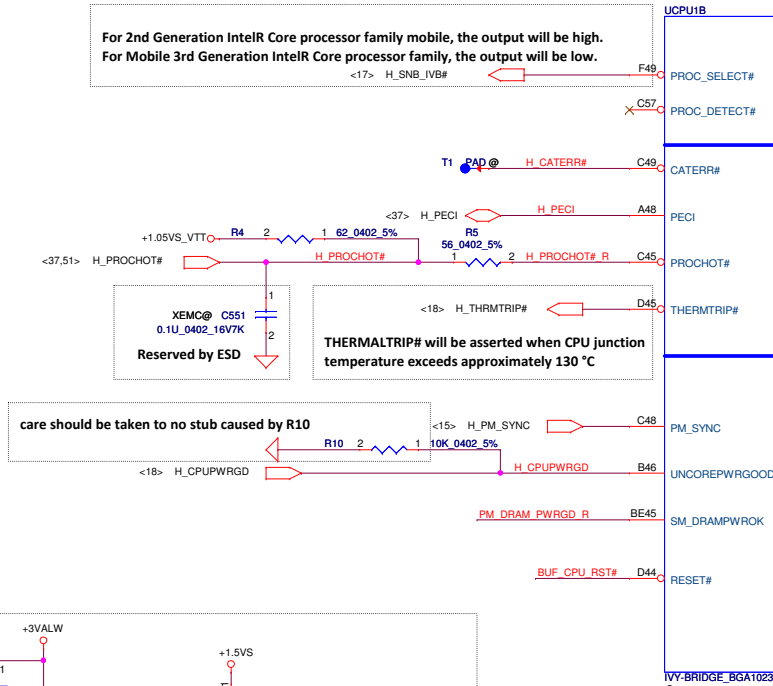 UCPU1B
For 2nd Generation IntelR Core processor family mobile, the output will be high.
For Mobile 3rd Generation IntelR Core processor family, the output will be low.
<17> H_SNB_IVB# F49 PROC_SELECT#
C57 PROC_DETECT#
T1 PAD @ H_CATERR# C49 CATERR#
<37> H_PECI H_PECI A48 PECI
+1.05VS_VTT R4 2 1 62_0402_5% R5
56_0402_5%
<37,51> H_PROCHOT# H_PROCHOT# 1 2 H_PROCHOT#_R C45 PROCHOT#
1
XEMC@ C551
0.1U_0402_16V7K
2
Reserved by ESD
<18> H_THRMTRIP# D45 THERMTRIP#
THERMALTRIP# will be asserted when CPU junction
temperature exceeds approximately 130 °C
care should be taken to no stub caused by R10
<15> H_PM_SYNC C48 PM_SYNC
R10 2 1 10K_0402_5%
<18> H_CPUPWRGD H_CPUPWRGD B46 UNCOREPWRGOOD
PM_DRAM_PWRGD_R BE45 SM_DRAMPWROK
BUF_CPU_RST# D44 RESET#
+3VALW
+1.5VS
1
1
IVY-BRIDGE_BGA1023